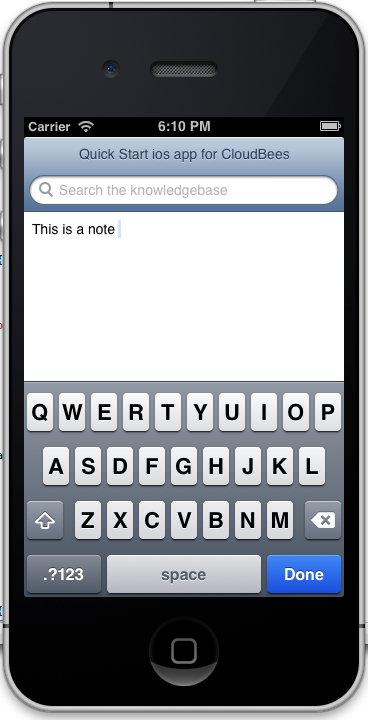 Carrier 6:10 PM
Quick Start ios app for CloudBees
Search the knowledgebase
This is a note
Q W E R T Y U I O P
A S D F G H J K L
Z X C V B N M
.?123 space Done